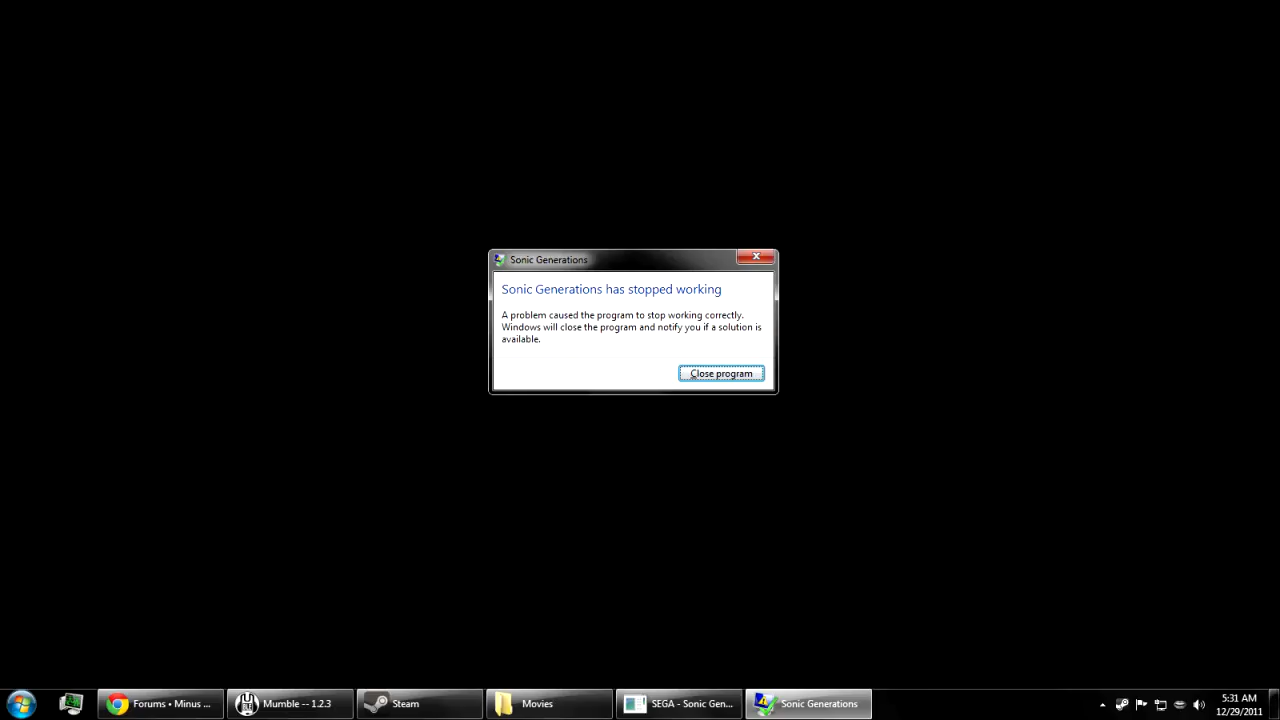 Sonic Generations
Sonic Generations has stopped working
A problem caused the program to stop working correctly.
Windows will close the program and notify you if a solution is
available.
Close program
Forums • Minus ...
Mumble -- 1.2.3
Steam
Movies
SEGA - Sonic Gen...
Sonic Generations
5:31 AM
12/29/2011